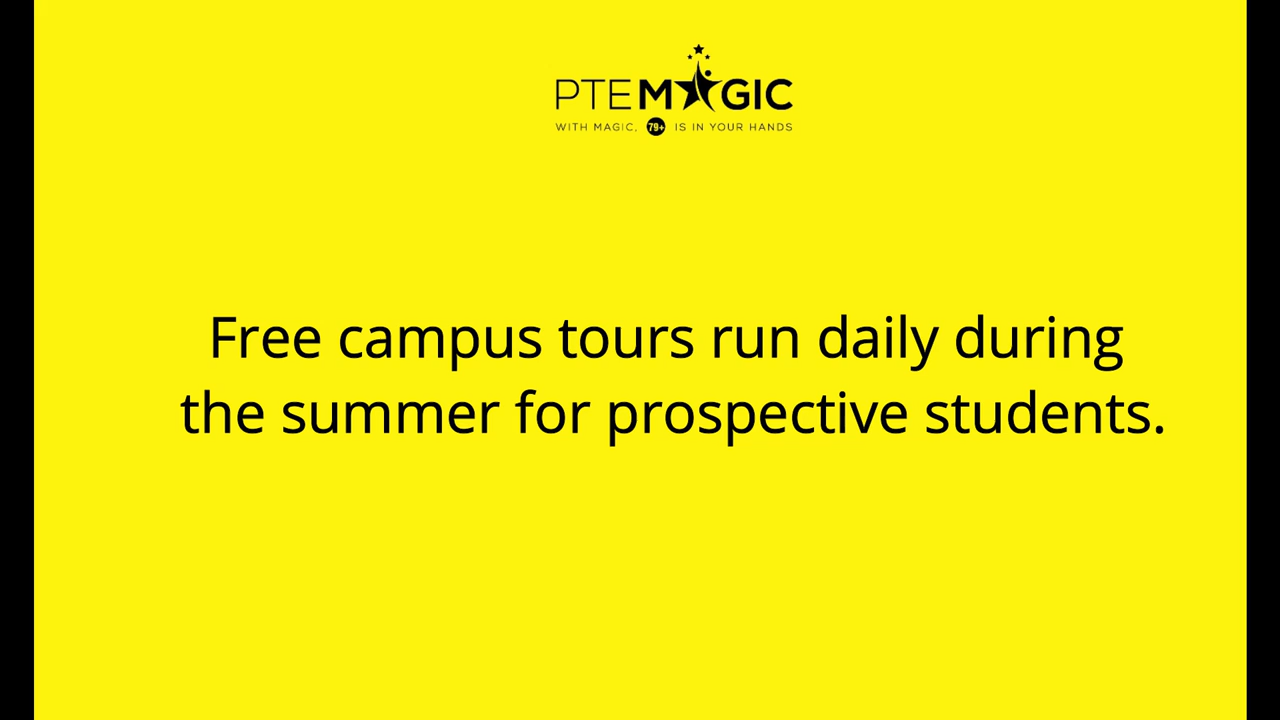 PTEMAGIC
WITH MAGIC, 79+ IS IN YOUR HANDS
Free campus tours run daily during
the summer for prospective students.